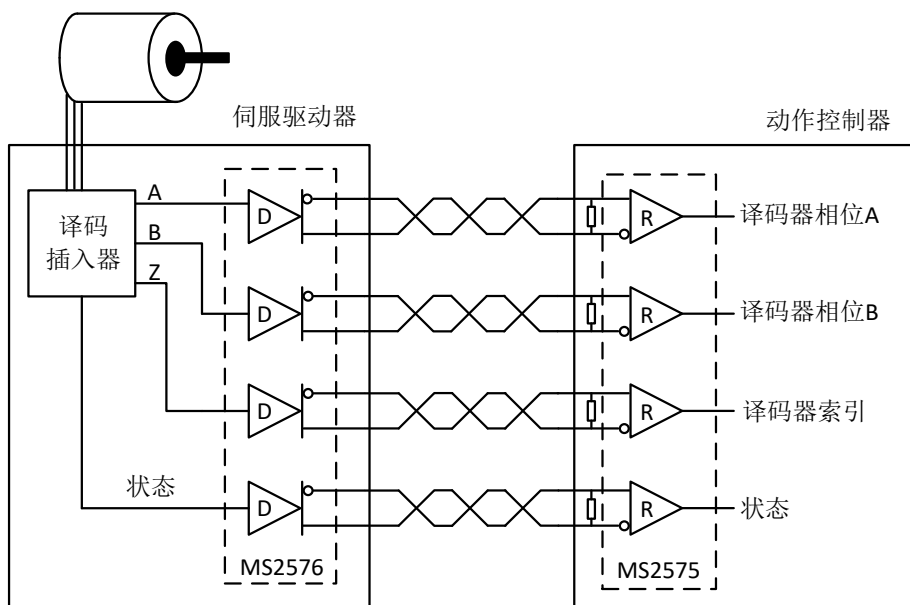 伺服驱动器
动作控制器
译码
插入器
A
B
Z
状态
D
D
D
D
MS2576
R
R
R
R
MS2575
译码器相位A
译码器相位B
译码器索引
状态